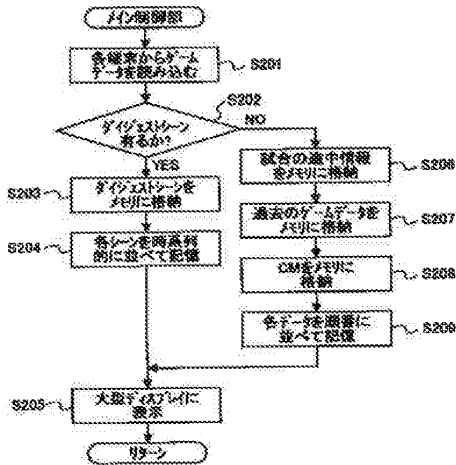 メイン制御部
各端末からゲーム
データを読み込む
S201
S202
ダイジェストシーン
有るか?
NO
YES
S203
ダイジェストシーンを
メモリに格納
S204
各シーンを時系列
的に並べて記憶
試合の途中情報
をメモリに格納
S206
過去のゲームデータを
メモリに格納
S207
CMをメモリに
格納
S208
各データを順番に
並べて記憶
S209
S205
大型ディスプレイに
表示
リターン